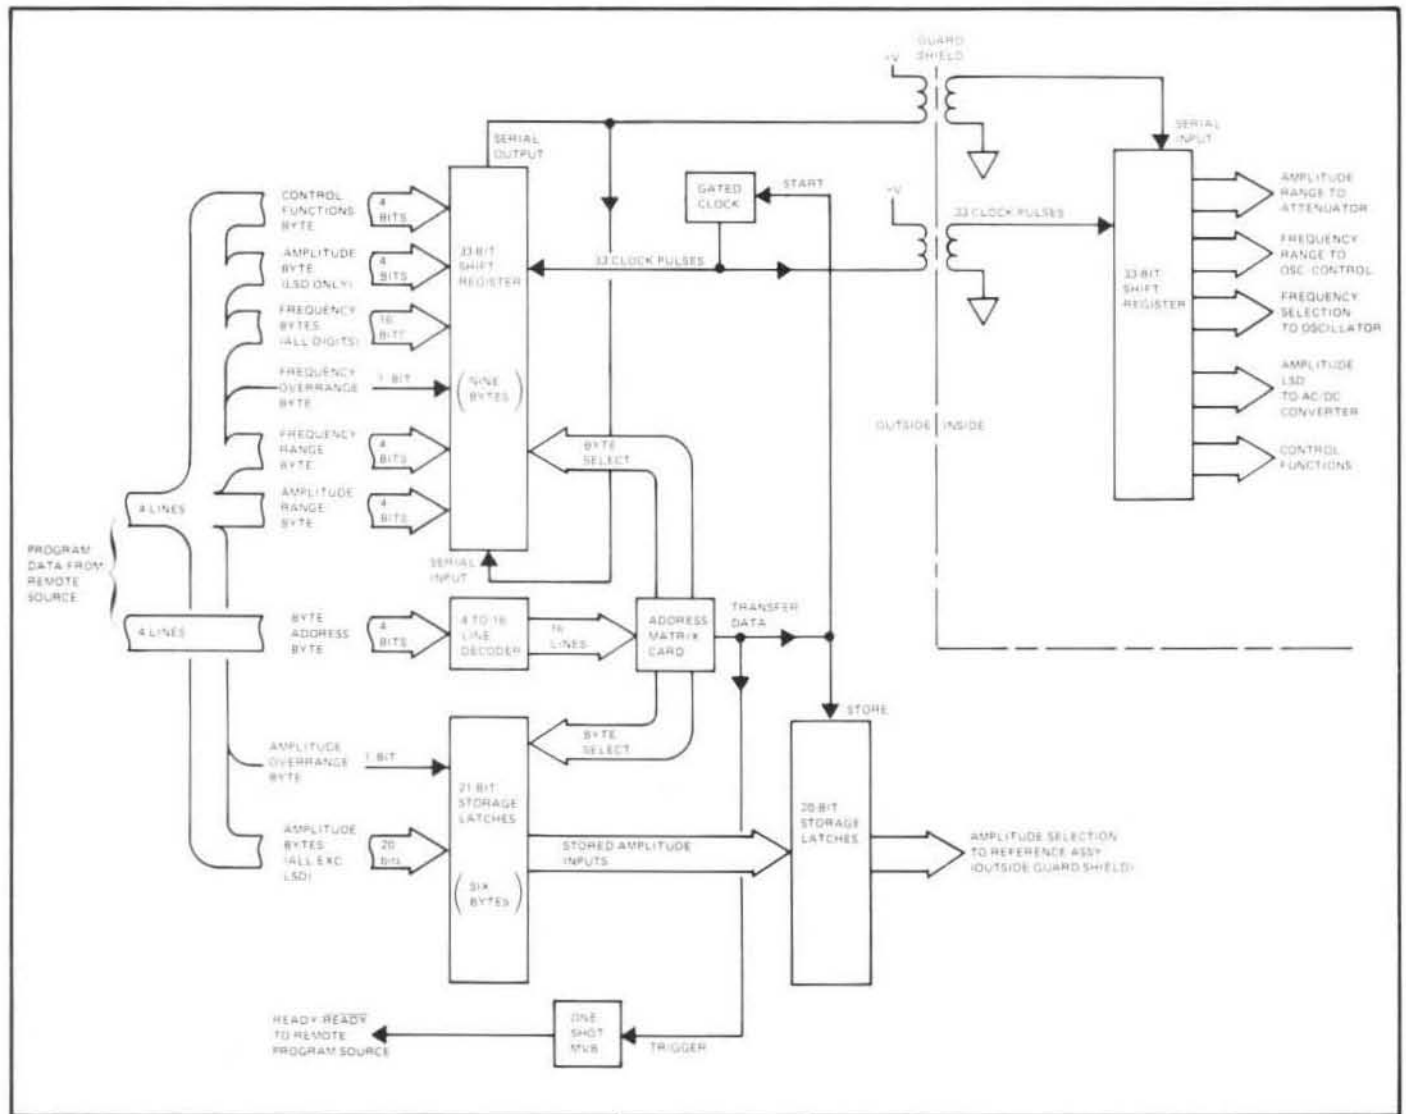 GUARD
SHIELD
+V
SERIAL
OUTPUT
SERIAL
INPUT
CONTROL
FUNCTIONS
BYTE
4
BITS
GATED
CLOCK
START
+V
AMPLITUDE
RANGE TO
ATTENUATOR
AMPLITUDE
BYTE
(LSD ONLY)
4
BITS
33-BIT
SHIFT
REGISTER
33 CLOCK PULSES
33 CLOCK PULSES
FREQUENCY
RANGE TO
OSC. CONTROL
33-BIT
SHIFT
REGISTER
FREQUENCY
BYTES
(ALL DIGITS)
16
BITS
FREQUENCY
SELECTION
TO OSCILLATOR
FREQUENCY
OVERRANGE
BYTE
1-BIT
(NINE
BYTES)
AMPLITUDE
LSD
TO AC/DC
CONVERTER
FREQUENCY
RANGE
BYTE
4
BITS
BYTE
SELECT
OUTSIDE
INSIDE
CONTROL
FUNCTIONS
4 LINES
AMPLITUDE
RANGE
BYTE
4
BITS
PROGRAM
DATA FROM
REMOTE
SOURCE
SERIAL
INPUT
4 LINES
BYTE
ADDRESS
BYTE
4
BITS
4 TO 16
LINE
DECODER
16
LINES
ADDRESS
MATRIX
CARD
TRANSFER
DATA
STORE
AMPLITUDE
OVERRANGE
BYTE
1-BIT
BYTE
SELECT
21-BIT
STORAGE
LATCHES
20-BIT
STORAGE
LATCHES
AMPLITUDE
BYTES
(ALL EXC
LSD)
20
STORED AMPLITUDE
INPUTS
AMPLITUDE SELECTION
TO REFERENCE ASSY
(OUTSIDE GUARD SHIELD)
(SIX
BYTES)
READY/READY
TO REMOTE
PROGRAM SOURCE
ONE
SHOT
MVB
TRIGGER